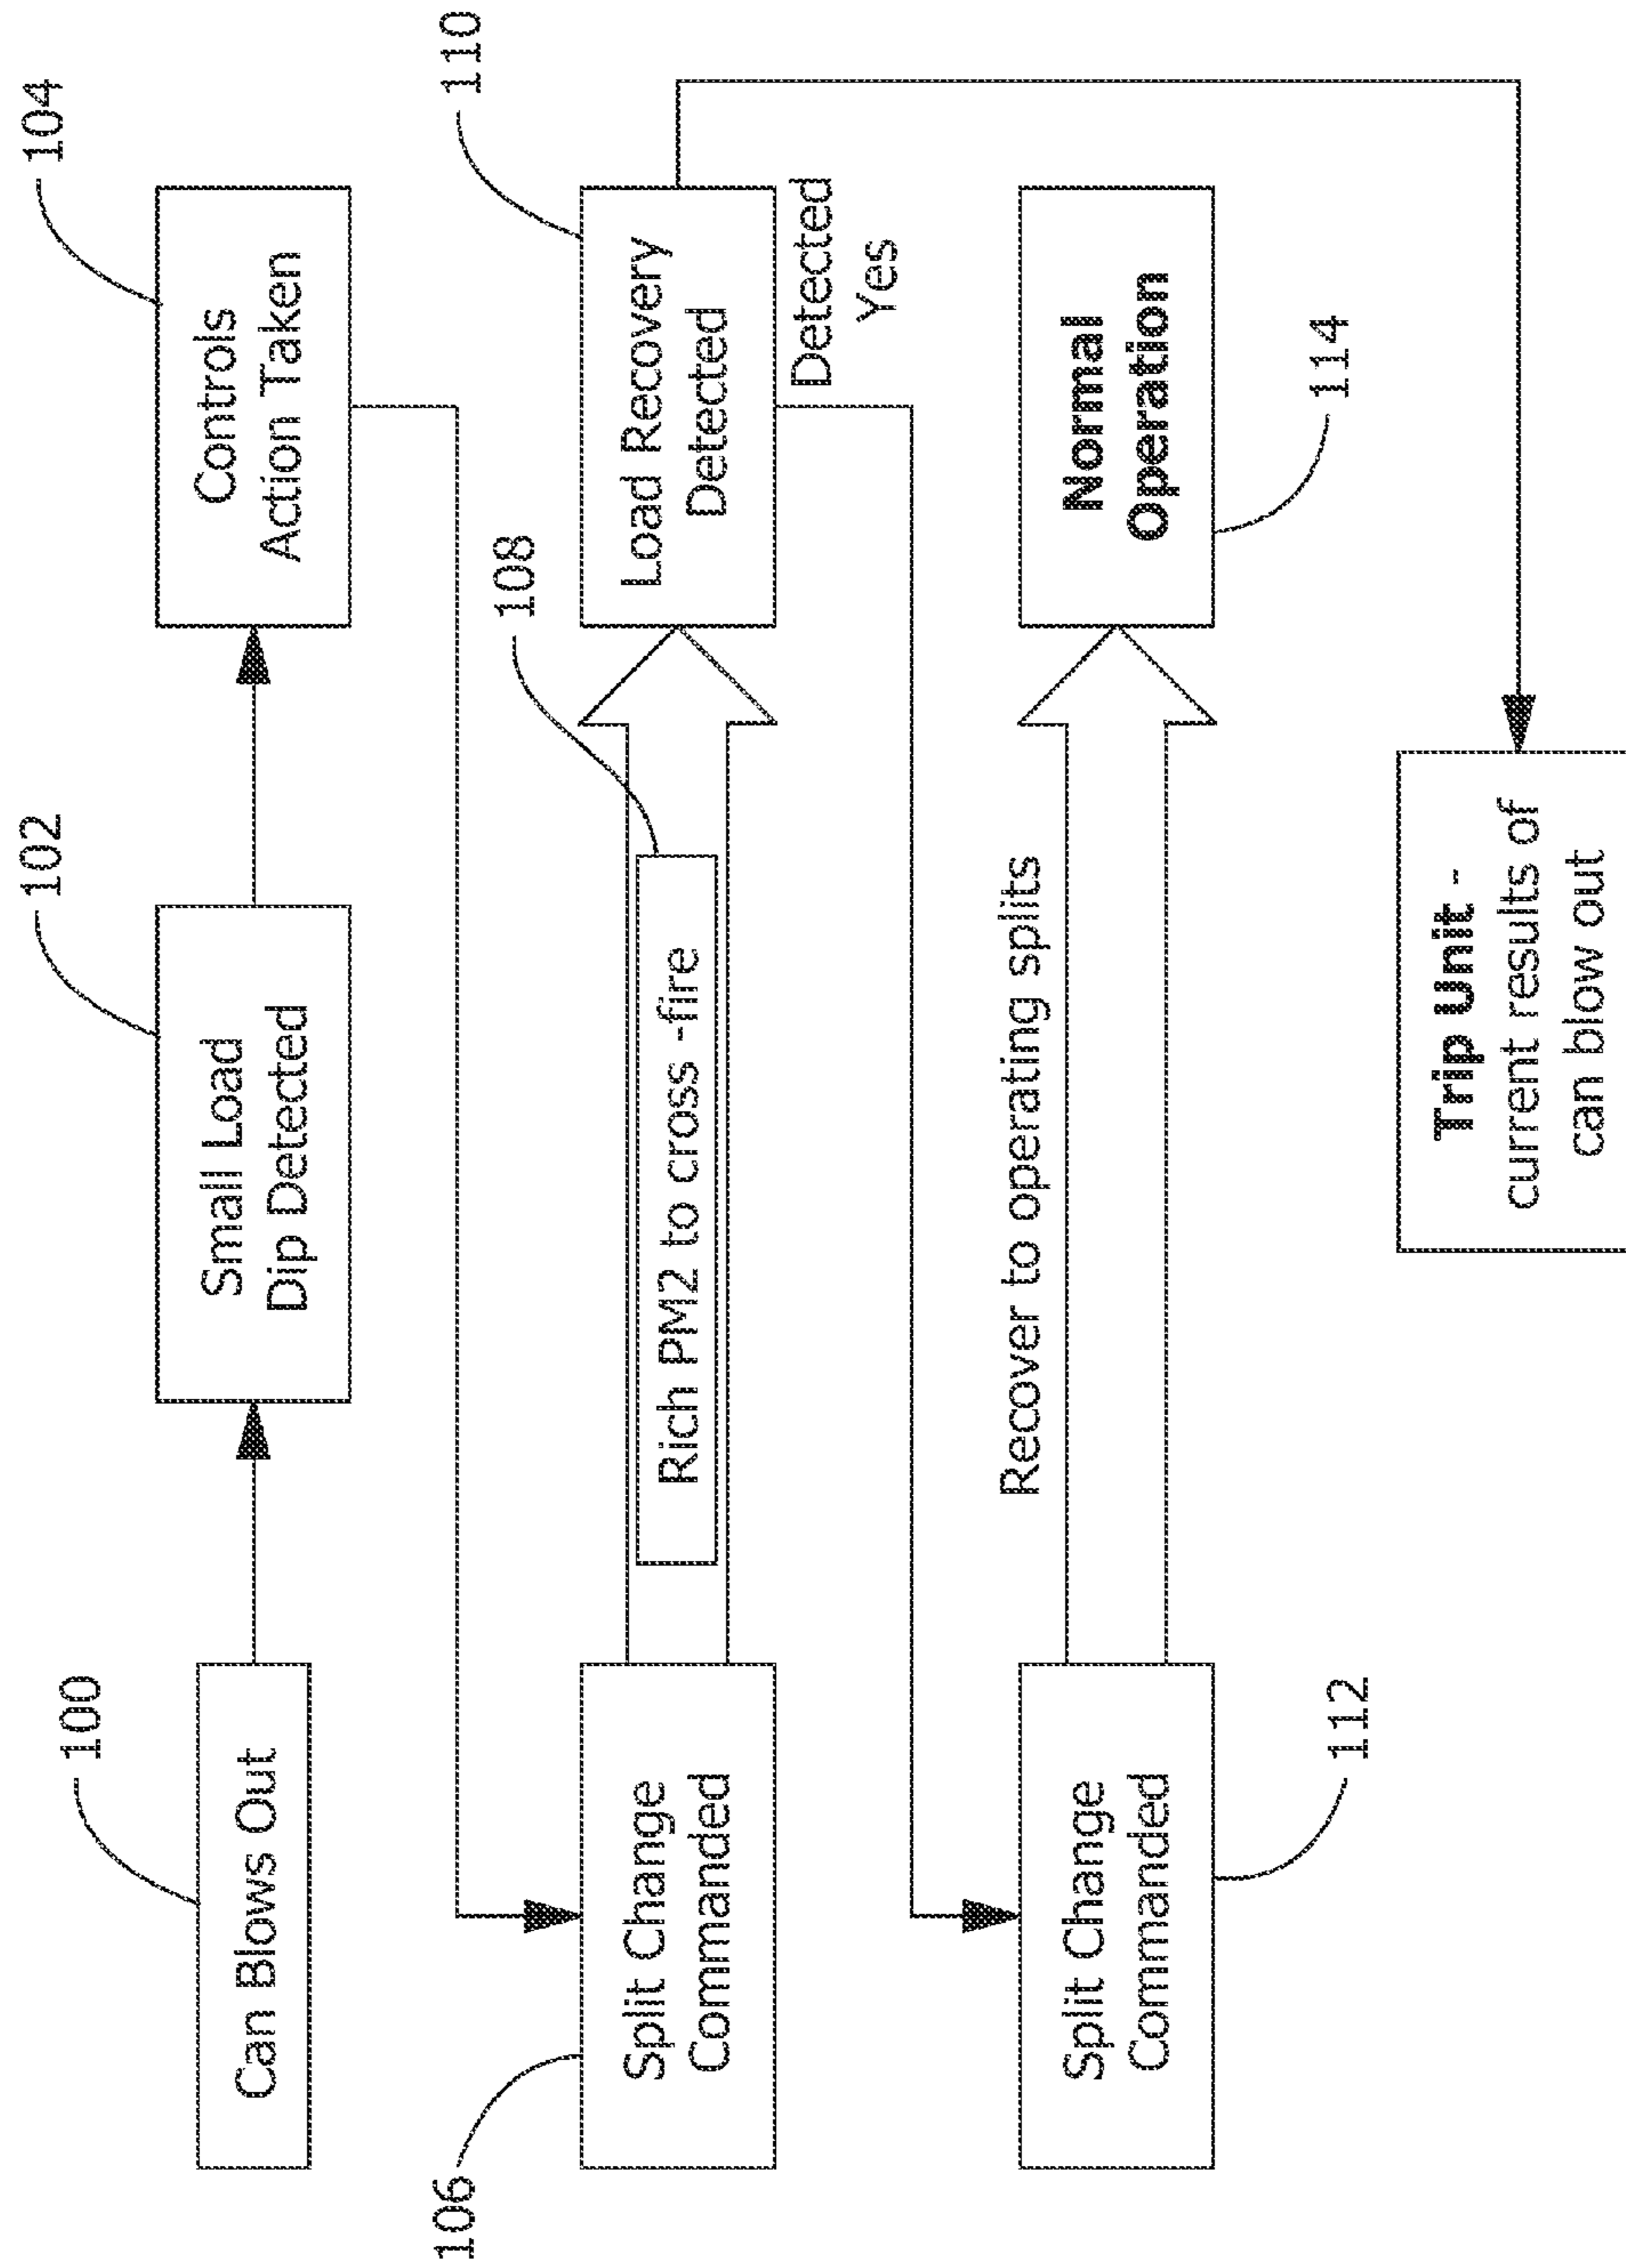 100
Can Blows Out
102
Small Load
Dip Detected
104
Controls
Action Taken
106
Split Change
Commanded
108
Rich PM2 to cross -fire
110
Load Recovery
Detected
Detected
Yes
112
Split Change
Commanded
Recover to operating splits
Normal
Operation
114
Trip Unit -
current results of
can blow out